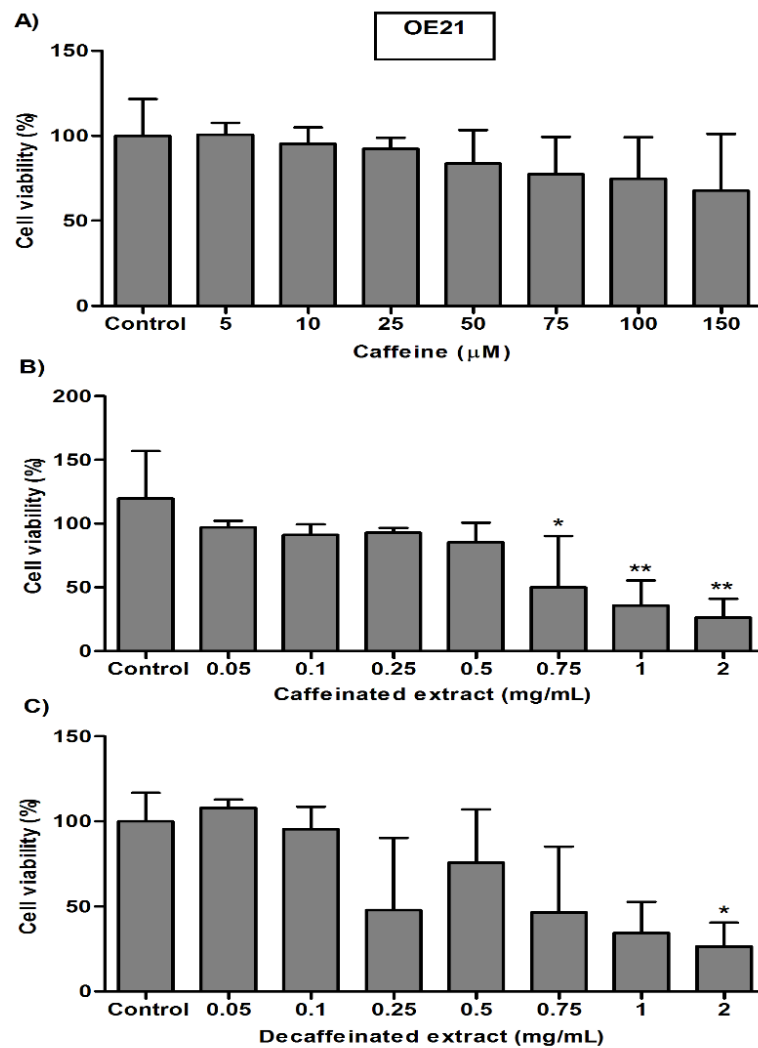 A)
OE21
150
100
50
0
Cell viability (%)
Control 5 10 25 50 75 100 150
Caffeine (μM)
B)
200
150
100
50
0
Cell viability (%)
* ** **
Control 0.05 0.1 0.25 0.5 0.75 1 2
Caffeinated extract (mg/mL)
C)
150
100
50
0
Cell viability (%)
*
Control 0.05 0.1 0.25 0.5 0.75 1 2
Decaffeinated extract (mg/mL)